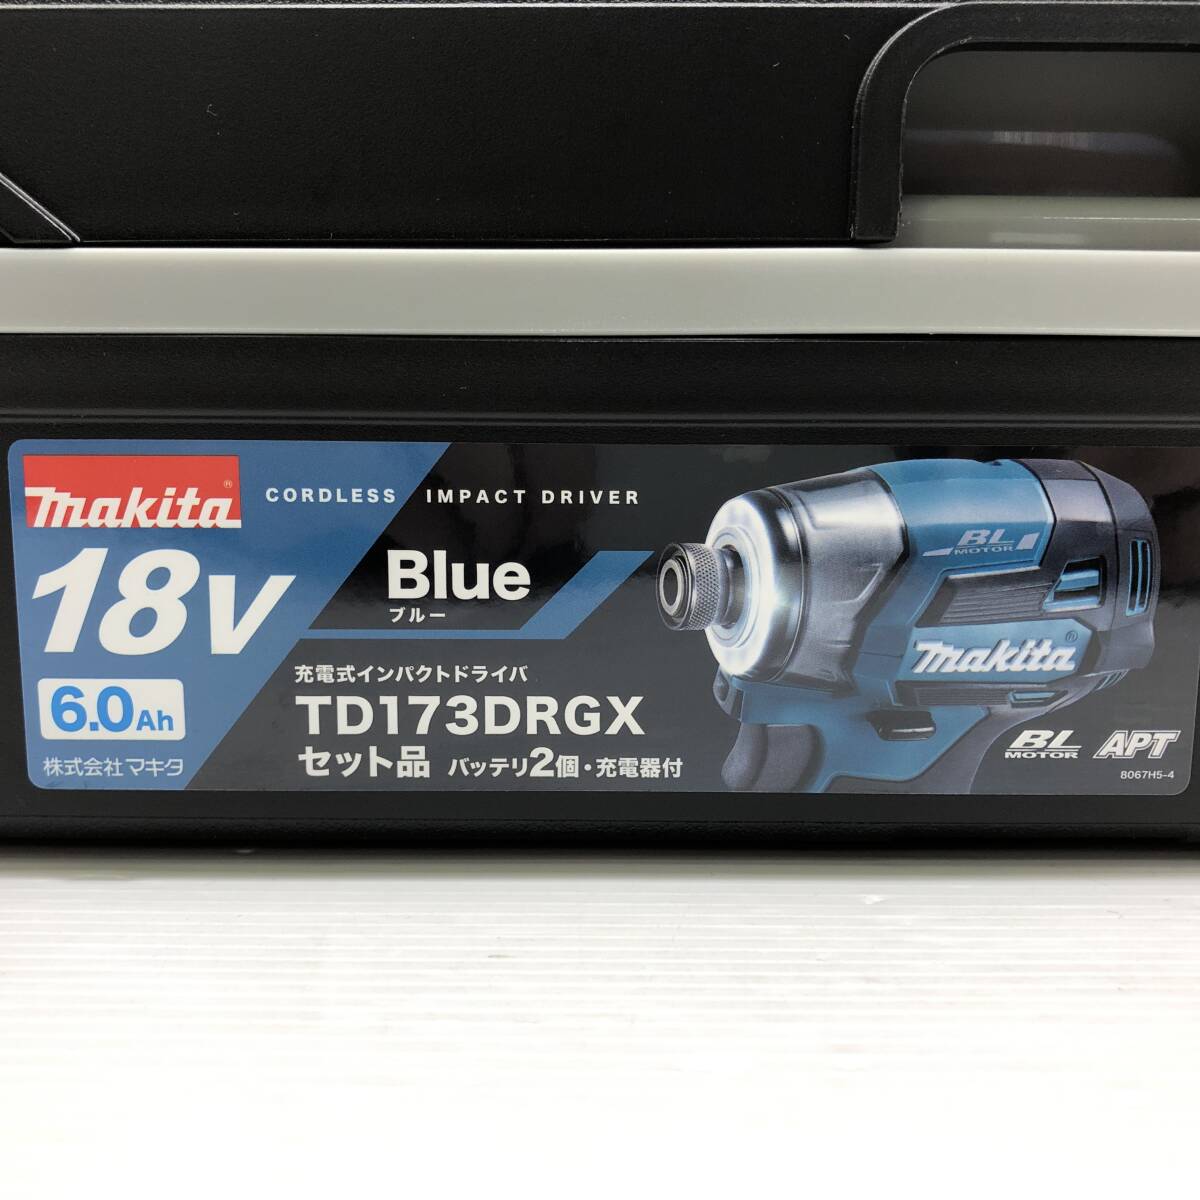 makita®
CORDLESS IMPACT DRIVER
18V
Blue
ブルー
6.0Ah
充電式インパクトドライバ
TD173DRGX
セット品 バッテリ2個・充電器付
株式会社マキタ
BL
MOTOR
makita®
BL
MOTOR
APT
8067H5-4